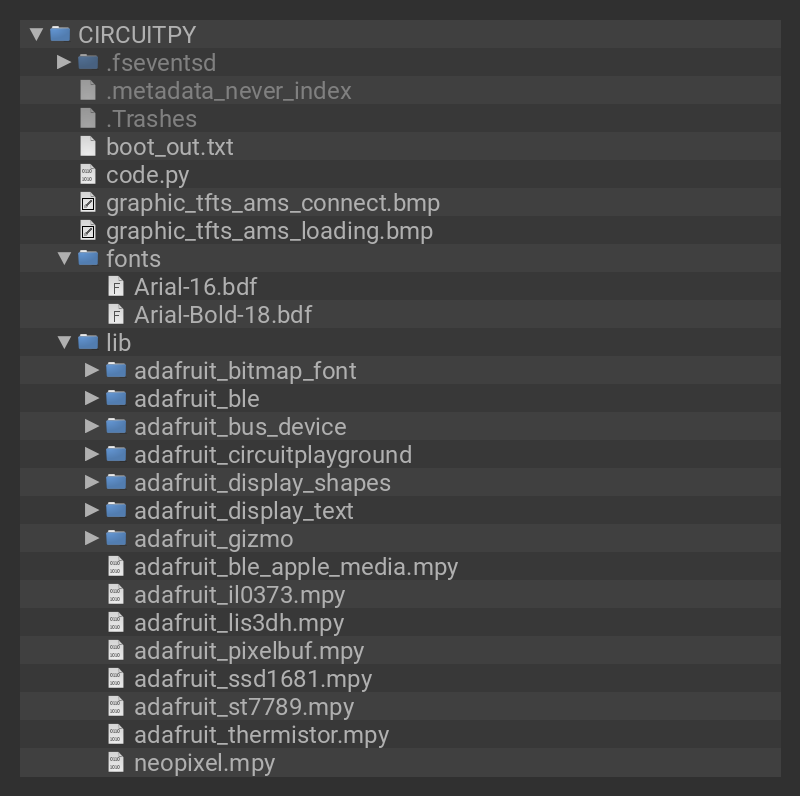 CIRCUITPY
.fseventsd
.metadata_never_index
.Trashes
boot_out.txt
code.py
graphic_tfts_ams_connect.bmp
graphic_tfts_ams_loading.bmp
fonts
Arial-16.bdf
Arial-Bold-18.bdf
lib
adafruit_bitmap_font
adafruit_ble
adafruit_bus_device
adafruit_circuitplayground
adafruit_display_shapes
adafruit_display_text
adafruit_gizmo
adafruit_ble_apple_media.mpy
adafruit_il0373.mpy
adafruit_lis3dh.mpy
adafruit_pixelbuf.mpy
adafruit_ssd1681.mpy
adafruit_st7789.mpy
adafruit_thermistor.mpy
neopixel.mpy